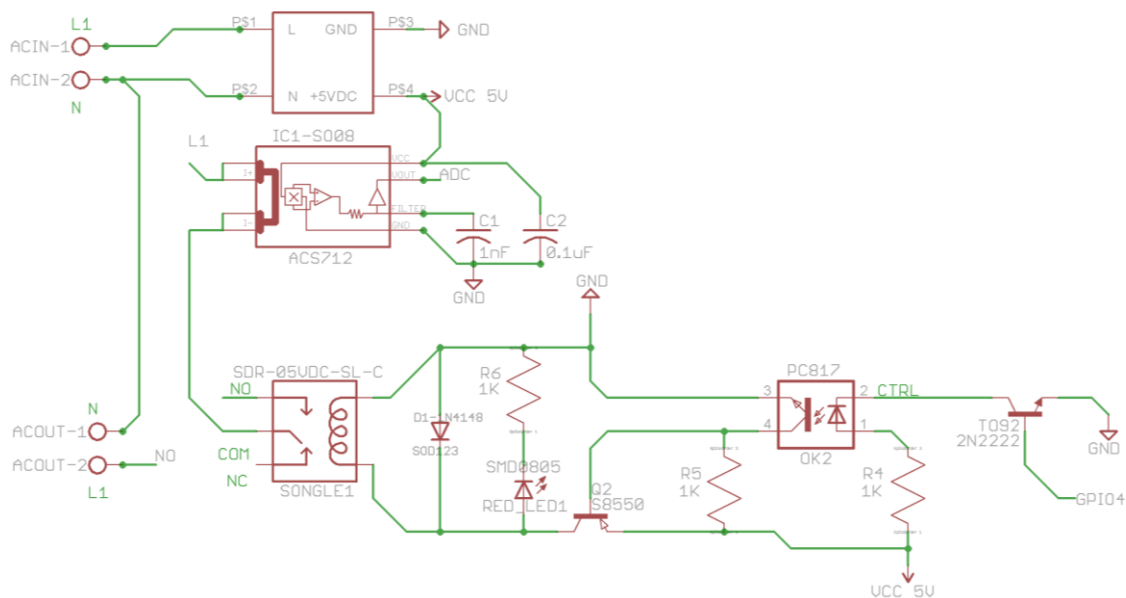 L1
ACIN-1
ACIN-2
N
P$1
P$2
L
GND
N
+5VDC
P$3
P$4
GND
VCC 5V
IC1-SO08
L1
I+
I-
VCC
VOUT
FILTER
GND
ADC
ACS712
C1
1nF
C2
0.1uF
GND
GND
SDR-05VDC-SL-C
NO
COM
NC
SONGLE1
N
ACOUT-1
ACOUT-2
NO
L1
D1-1N4148
SOD123
R6
1K
SMD0805
RED_LED1
Q2
S8550
R5
1K
PC817
3
4
2
1
OK2
CTRL
R4
1K
TO92
2N2222
GND
GPIO4
VCC 5V